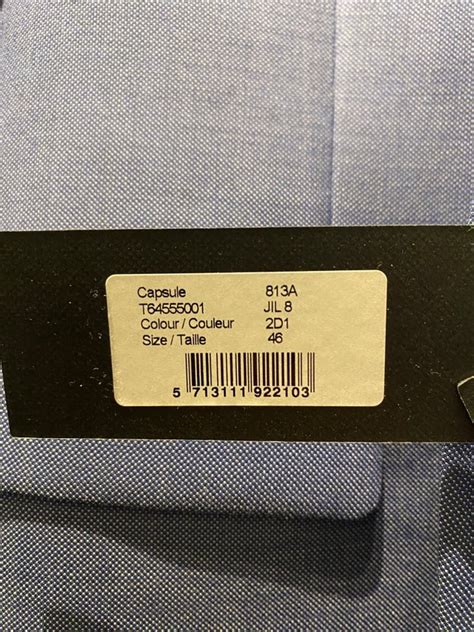 Capsule 813A
T64555001 JIL 8
Colour / Couleur 2D1
Size / Taille 46
5 713111 922103